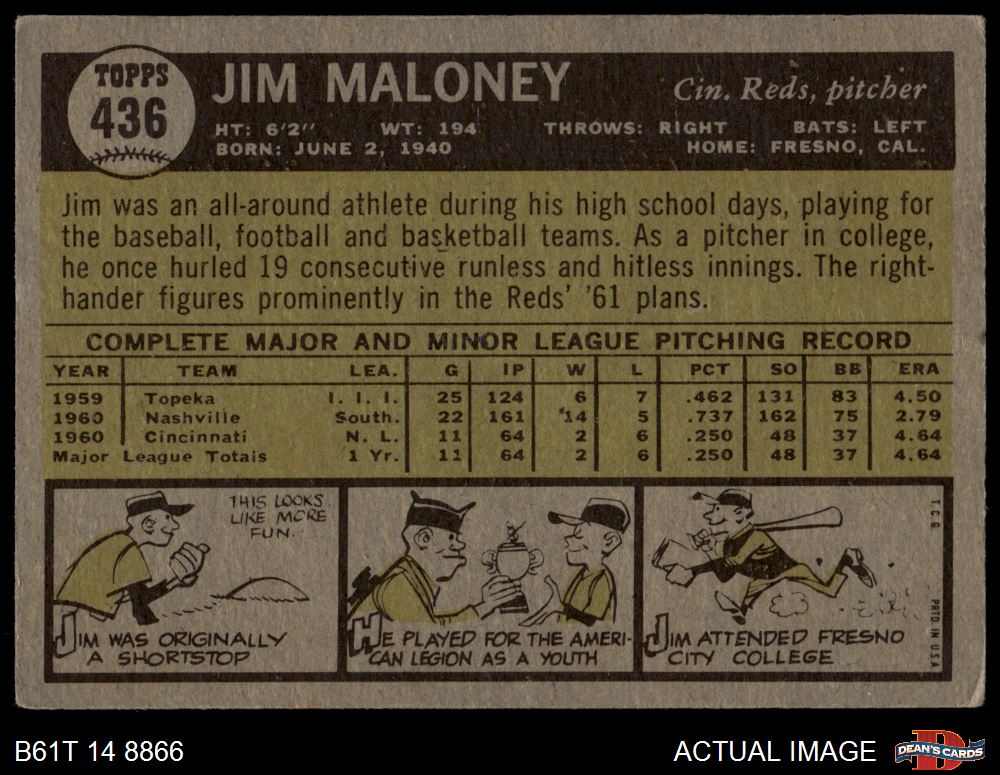 TOPPS
436
JIM MALONEY
Cin. Reds, pitcher
HT: 6'2" WT: 194 THROWS: RIGHT BATS: LEFT
BORN: JUNE 2, 1940 HOME: FRESNO, CAL.
Jim was an all-around athlete during his high school days, playing for
the baseball, football and basketball teams. As a pitcher in college,
he once hurled 19 consecutive runless and hitless innings. The right-
hander figures prominently in the Reds' '61 plans.
COMPLETE MAJOR AND MINOR LEAGUE PITCHING RECORD
YEAR TEAM LEA. G IP W L PCT SO BB ERA
1959 Topeka I. I. I. 25 124 6 7 .462 131 83 4.50
1960 Nashville South. 22 161 *14 5 .737 162 75 2.79
1960 Cincinnati N. L. 11 64 2 6 .250 48 37 4.64
Major League Totals 1 Yr. 11 64 2 6 .250 48 37 4.64
THIS LOOKS
LIKE MORE
FUN.
JIM WAS ORIGINALLY
A SHORTSTOP
HE PLAYED FOR THE AMERI-
CAN LEGION AS A YOUTH
JIM ATTENDED FRESNO
CITY COLLEGE
T.C.G.
PRTD IN U.S.A.
B61T 14 8866
ACTUAL IMAGE
DEAN'S CARDS